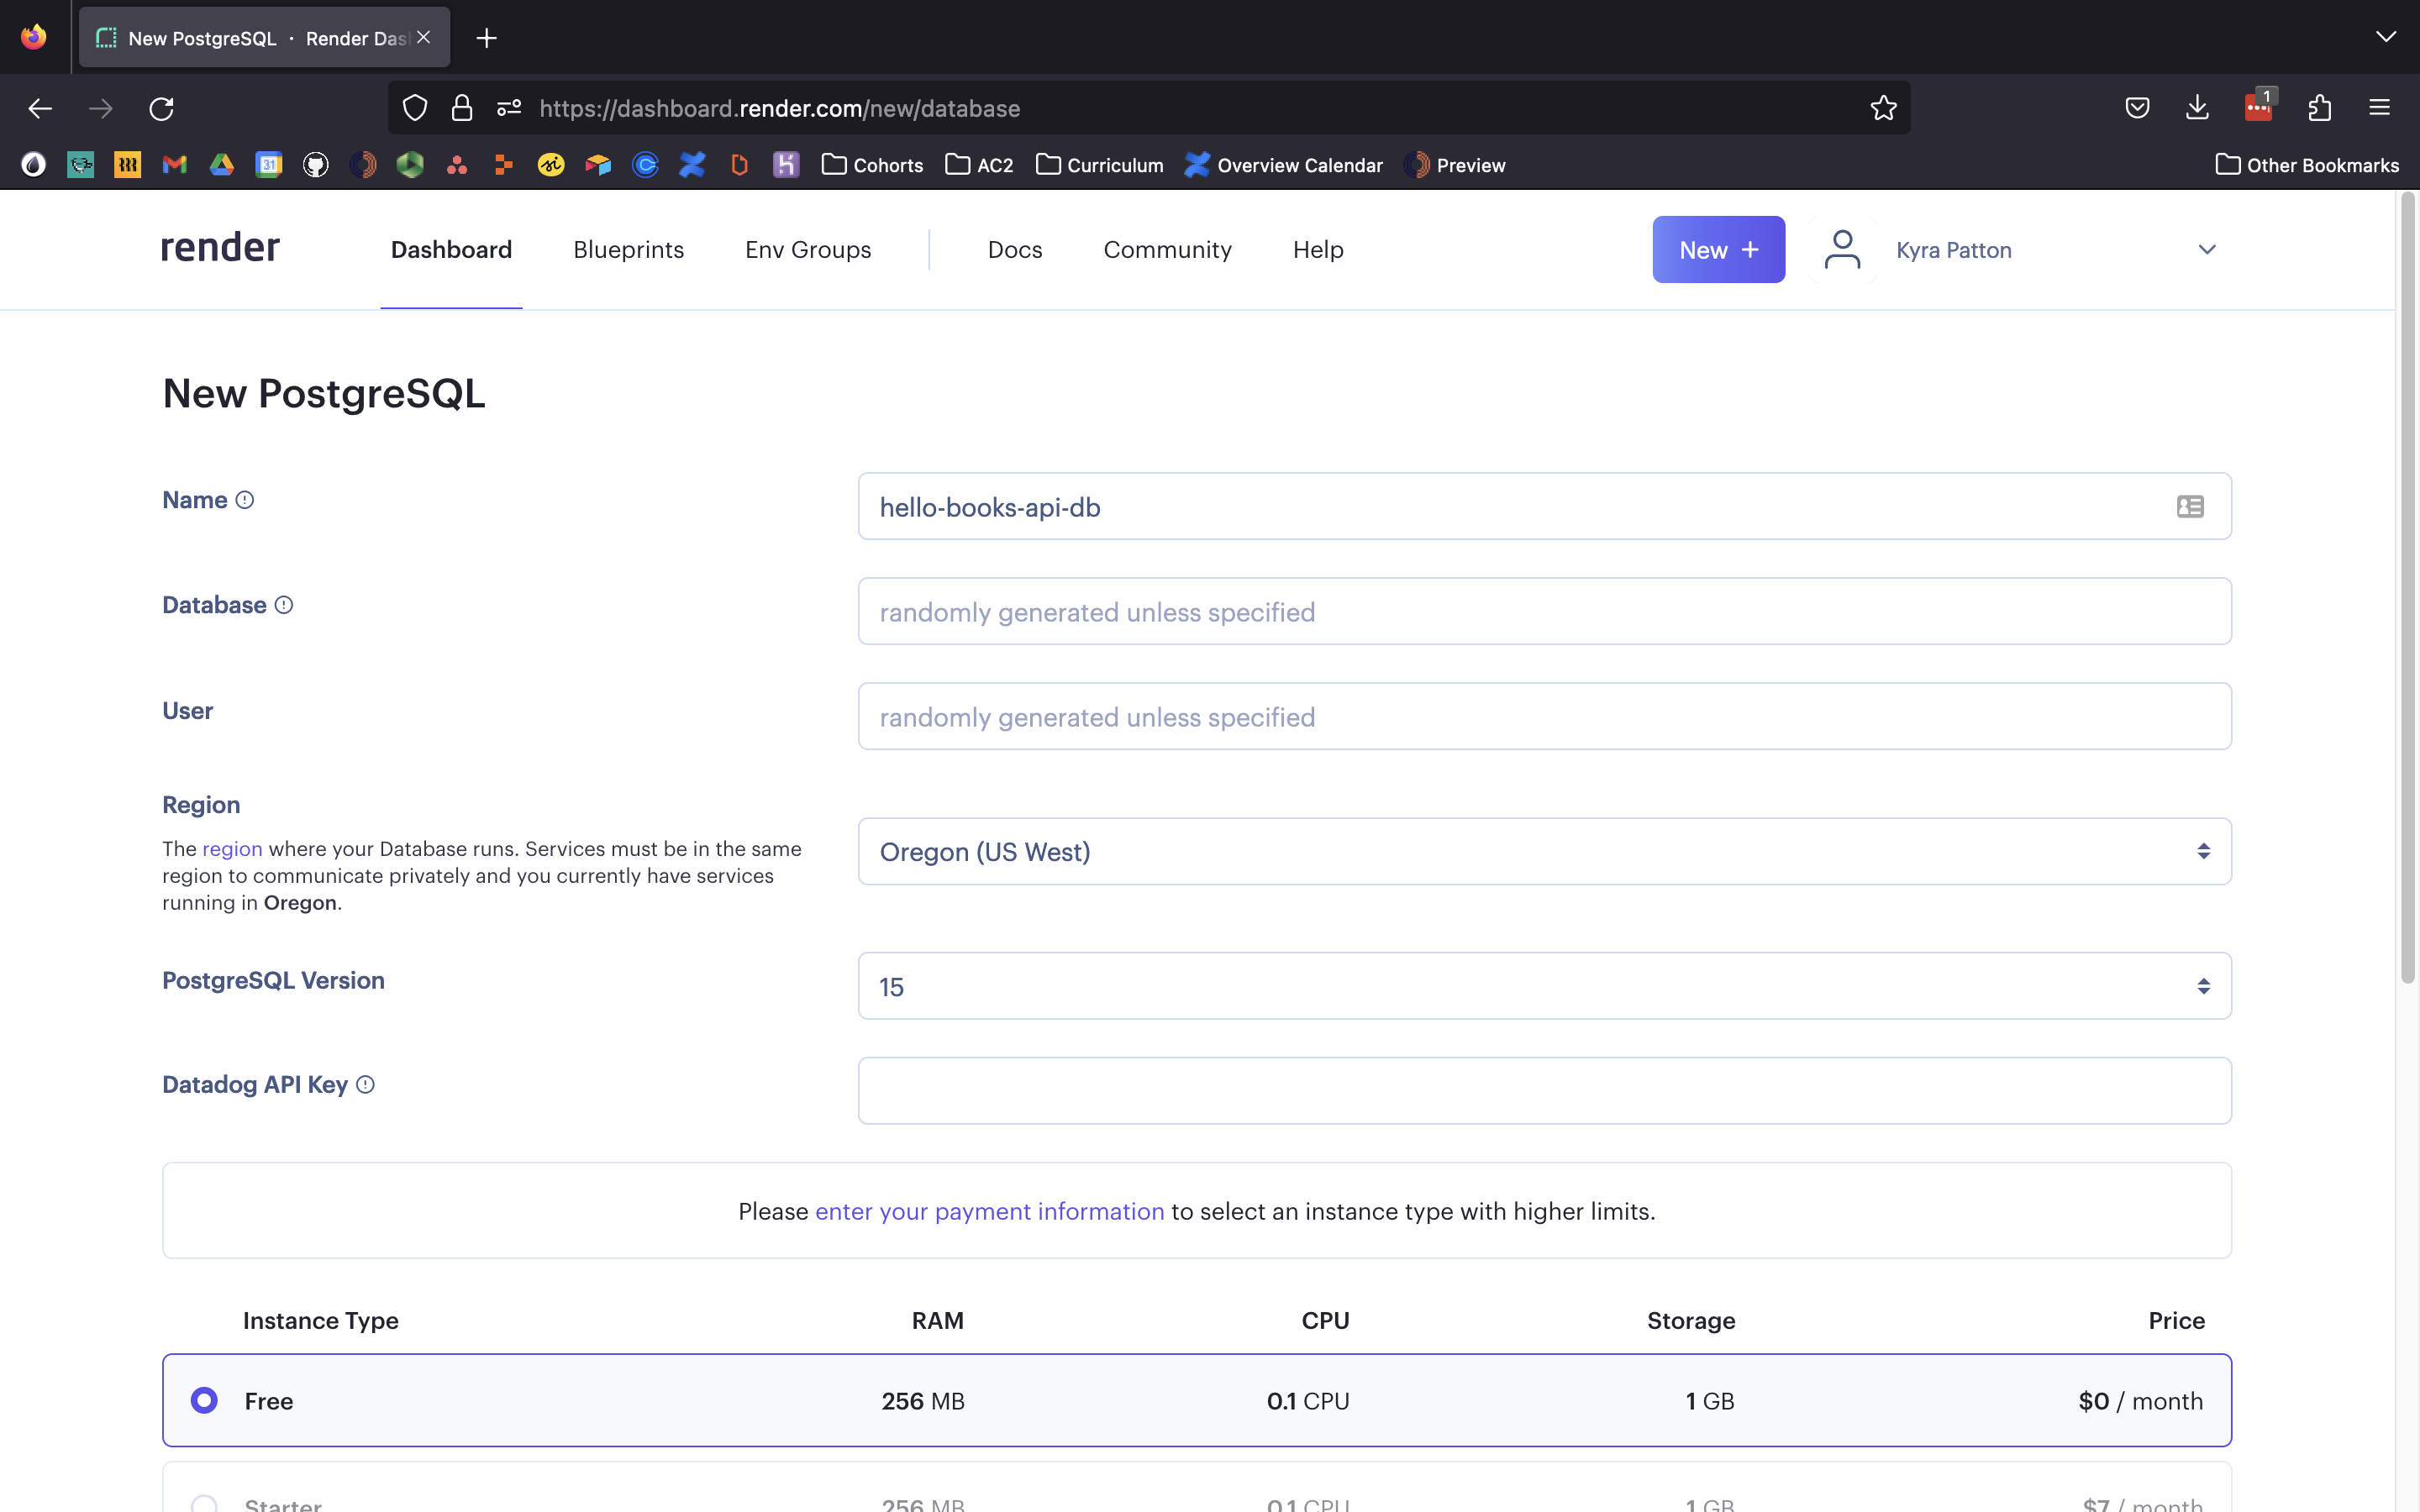 New PostgreSQL · Render Das
https://dashboard.render.com/new/database
1
31
Cohorts
AC2
Curriculum
Overview Calendar
Preview
Other Bookmarks
render
Dashboard
Blueprints
Env Groups
Docs
Community
Help
New +
Kyra Patton
New PostgreSQL
Name
hello-books-api-db
Database
randomly generated unless specified
User
randomly generated unless specified
Region
The region where your Database runs. Services must be in the same
region to communicate privately and you currently have services
running in Oregon.
Oregon (US West)
PostgreSQL Version
15
Datadog API Key
Please enter your payment information to select an instance type with higher limits.
Instance Type RAM CPU Storage Price
Free 256 MB 0.1 CPU 1 GB $0 / month
Starter 256 MB 0.1 CPU 1 GB $7 / month